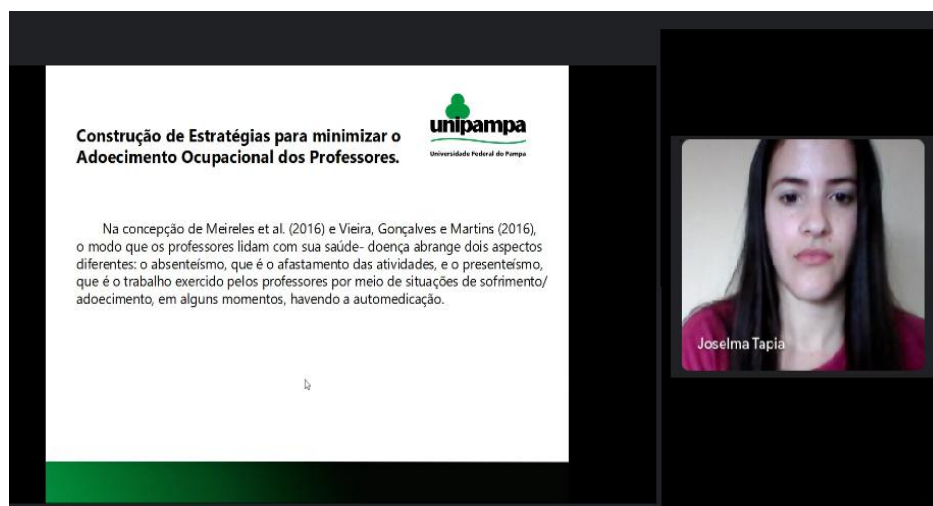 Construção de Estratégias para minimizar o
Adoecimento Ocupacional dos Professores.
unipampa
Universidade Federal do Pampa
Na concepção de Meireles et al. (2016) e Vieira, Gonçalves e Martins (2016),
o modo que os professores lidam com sua saúde- doença abrange dois aspectos
diferentes: o absenteísmo, que é o afastamento das atividades, e o presenteísmo,
que é o trabalho exercido pelos professores por meio de situações de sofrimento/
adoecimento, em alguns momentos, havendo a automedicação.
Joselma Tapia